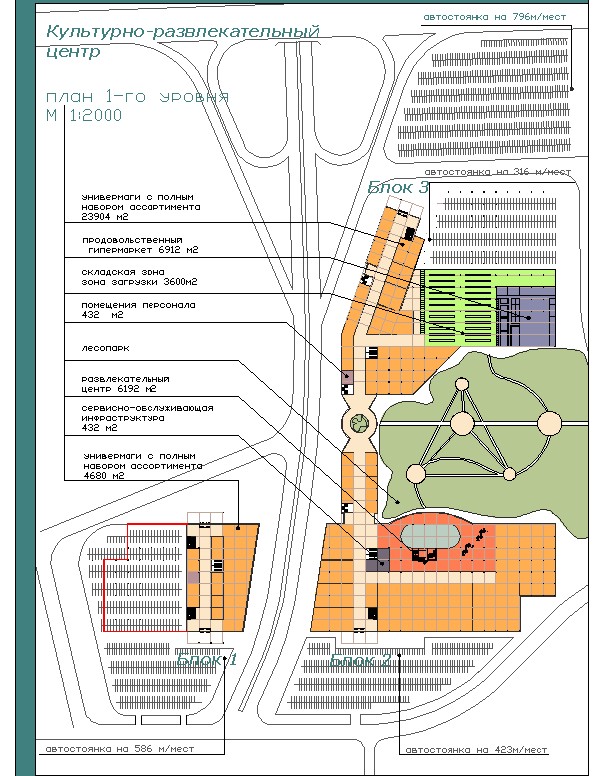 автостоянка на 796м/мест
Культурно-развлекательный
центр
план 1-го уровня
М 1:2000
автостоянка на 316 м/мест
Блок 3
универмаги с полным
набором ассартимента
23904 м2
продовольственный
гипермаркет 6912 м2
складская зона
зона загрузки 3600м2
помещения персонала
432 м2
лесопарк
развлекательный
центр 6192 м2
сервисно-обслуживающая
инфраструктура
432 м2
универмаги с полным
набором ассортимента
4680 м2
Блок 1
Блок 2
автостоянка на 586 м/мест
автостоянка на 423м/мест